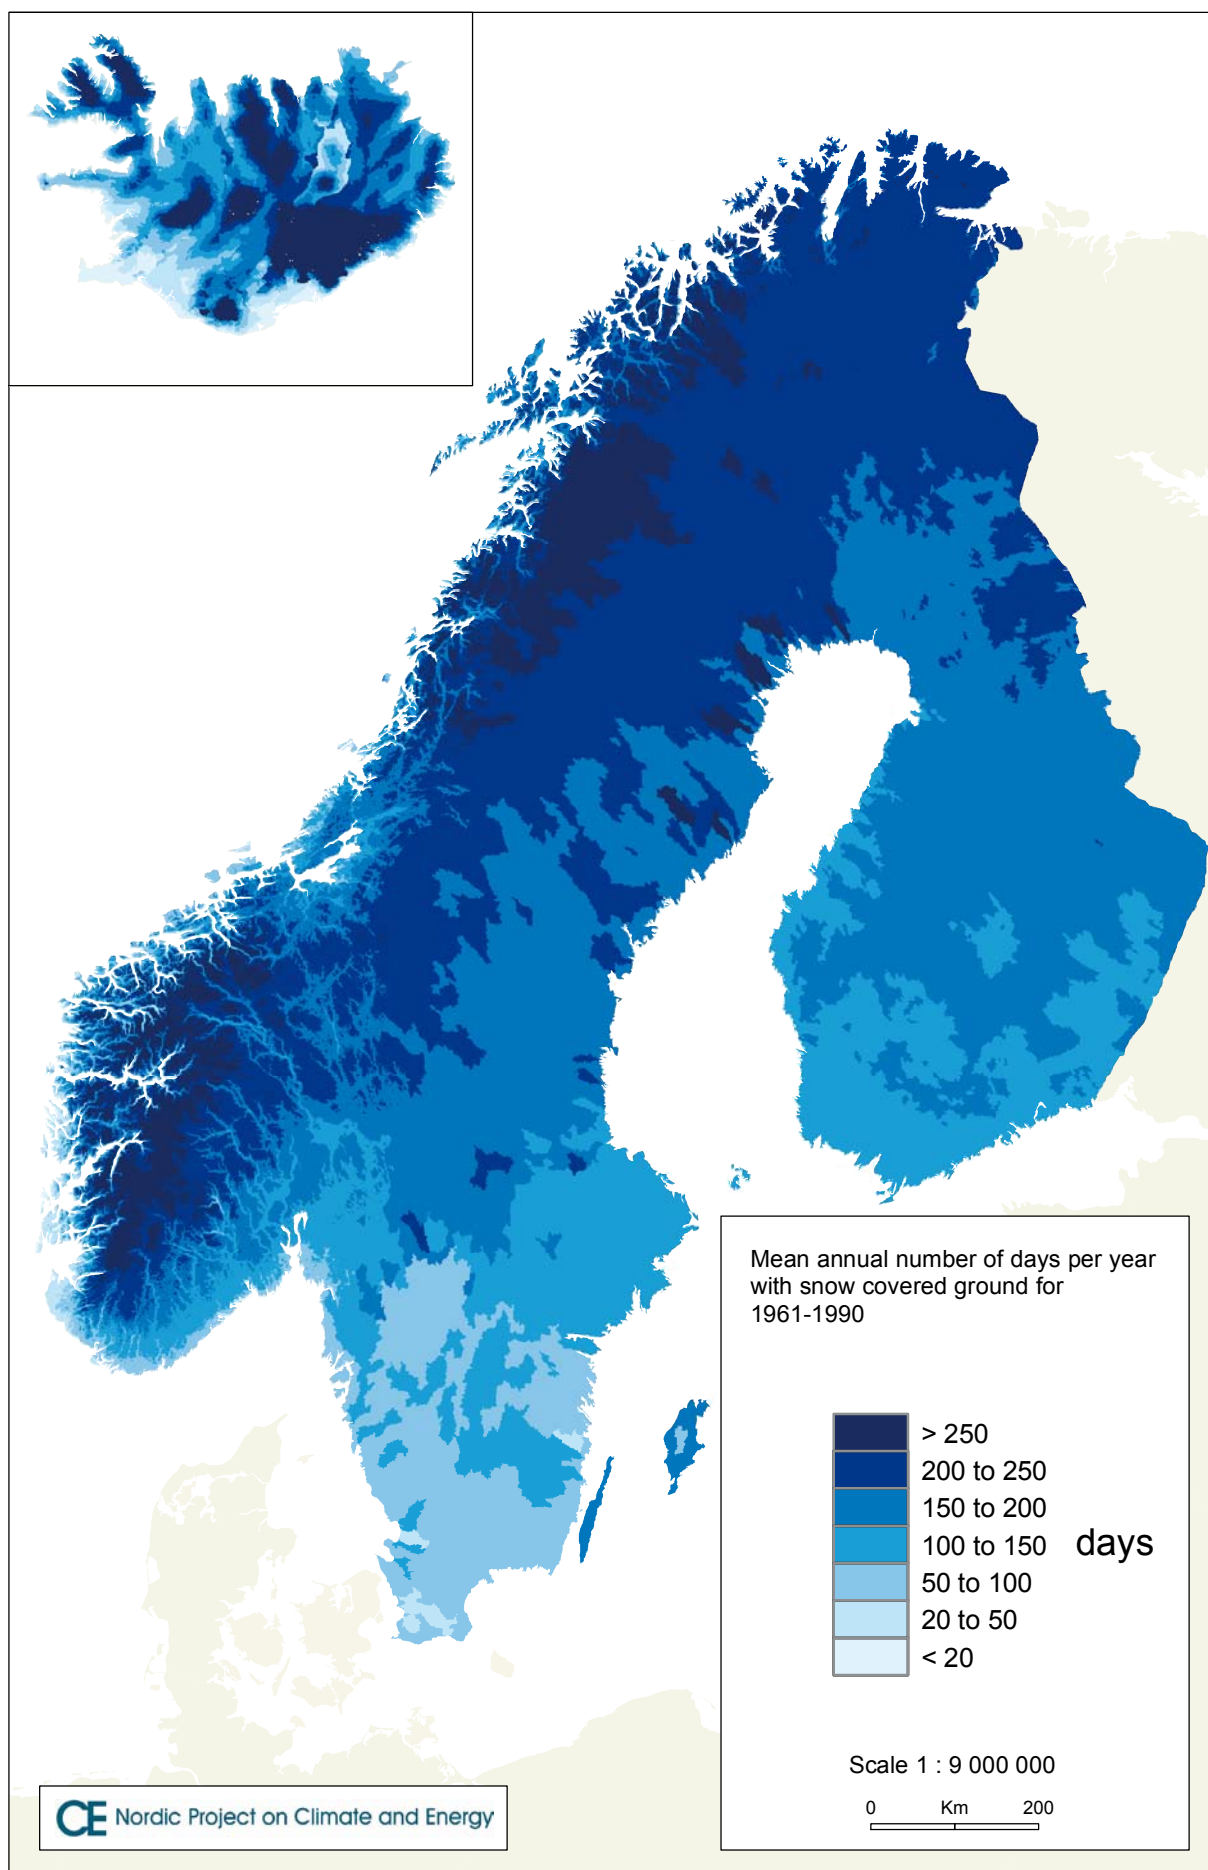 Mean annual number of days per year
with snow covered ground for
1961-1990
> 250
200 to 250
150 to 200
100 to 150
50 to 100
20 to 50
< 20
days
Scale 1 : 9 000 000
0 Km 200
CE Nordic Project on Climate and Energy